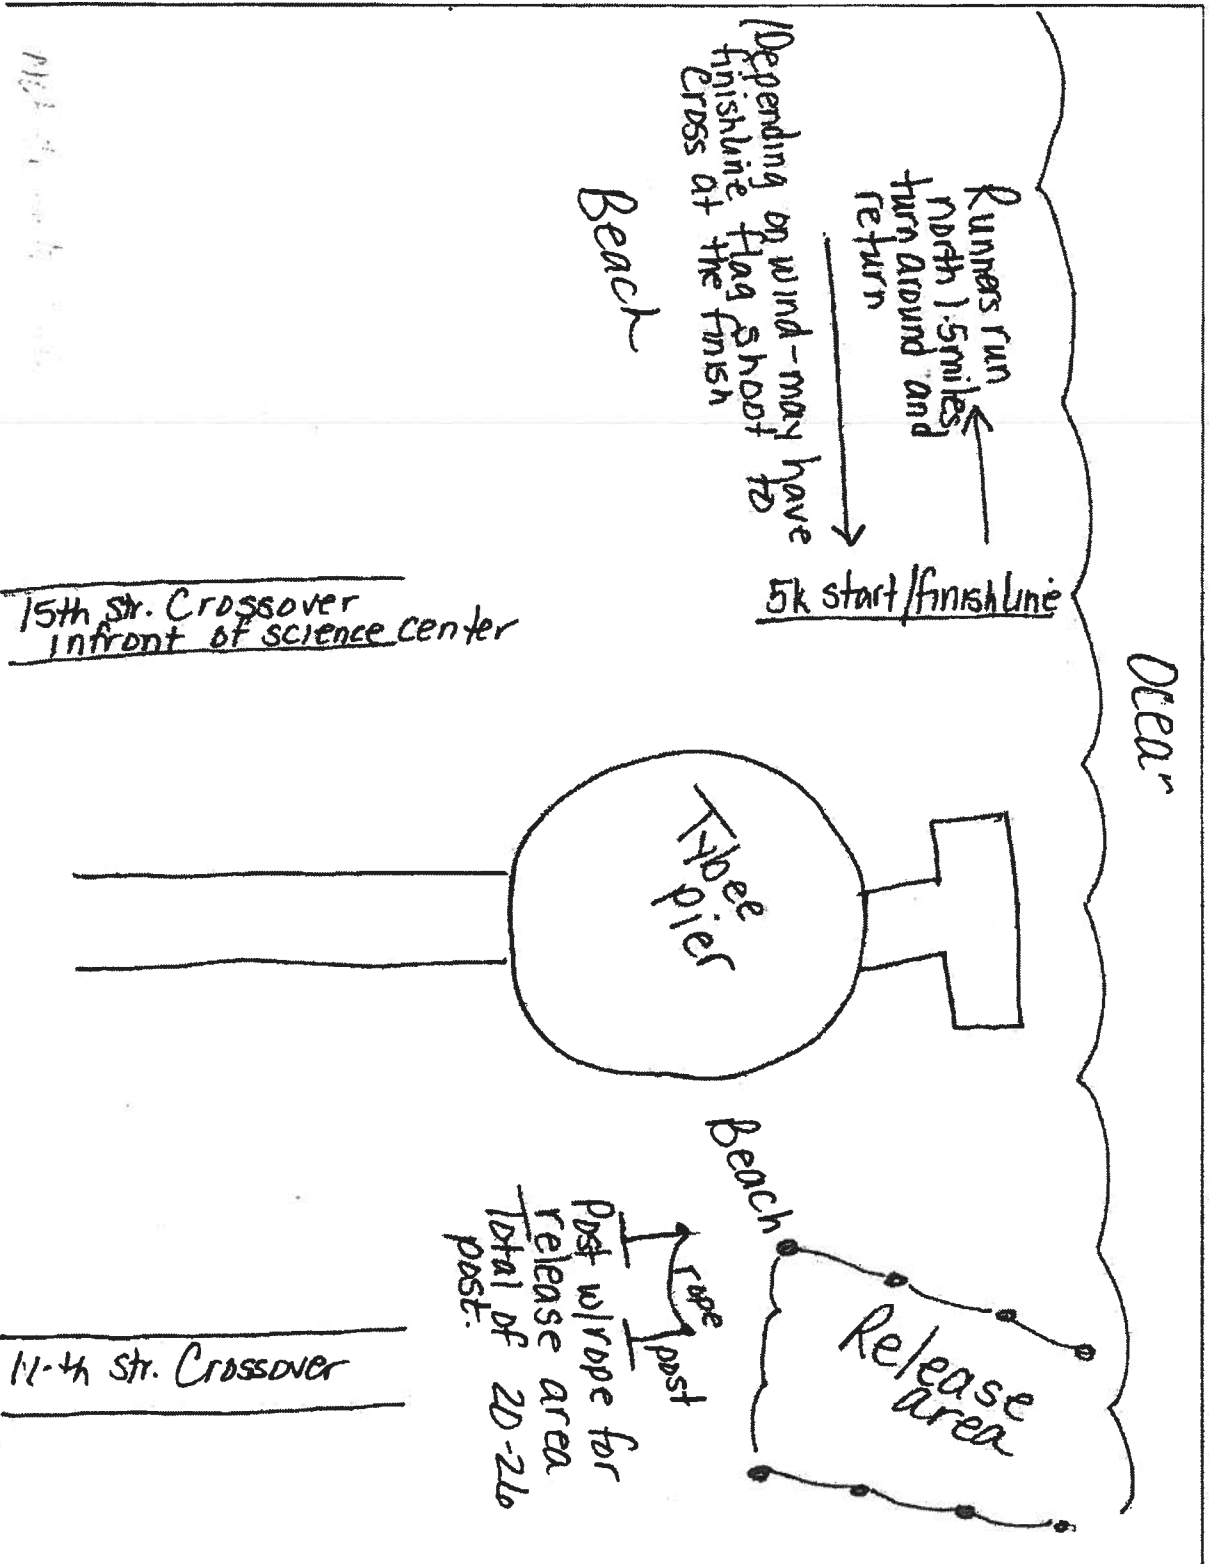 Ocean
Runners run
north 1.5 miles
turn around and
return
(Depending on wind-may have
finishline flag shoot to
cross at the finish
Beach
5k start/finish line
15th str. Crossover
infront of science center
Tybee
pier
Beach
Release
area
rope
post
Post w/rope for
release area
Total of 20-26
post.
str. Crossover